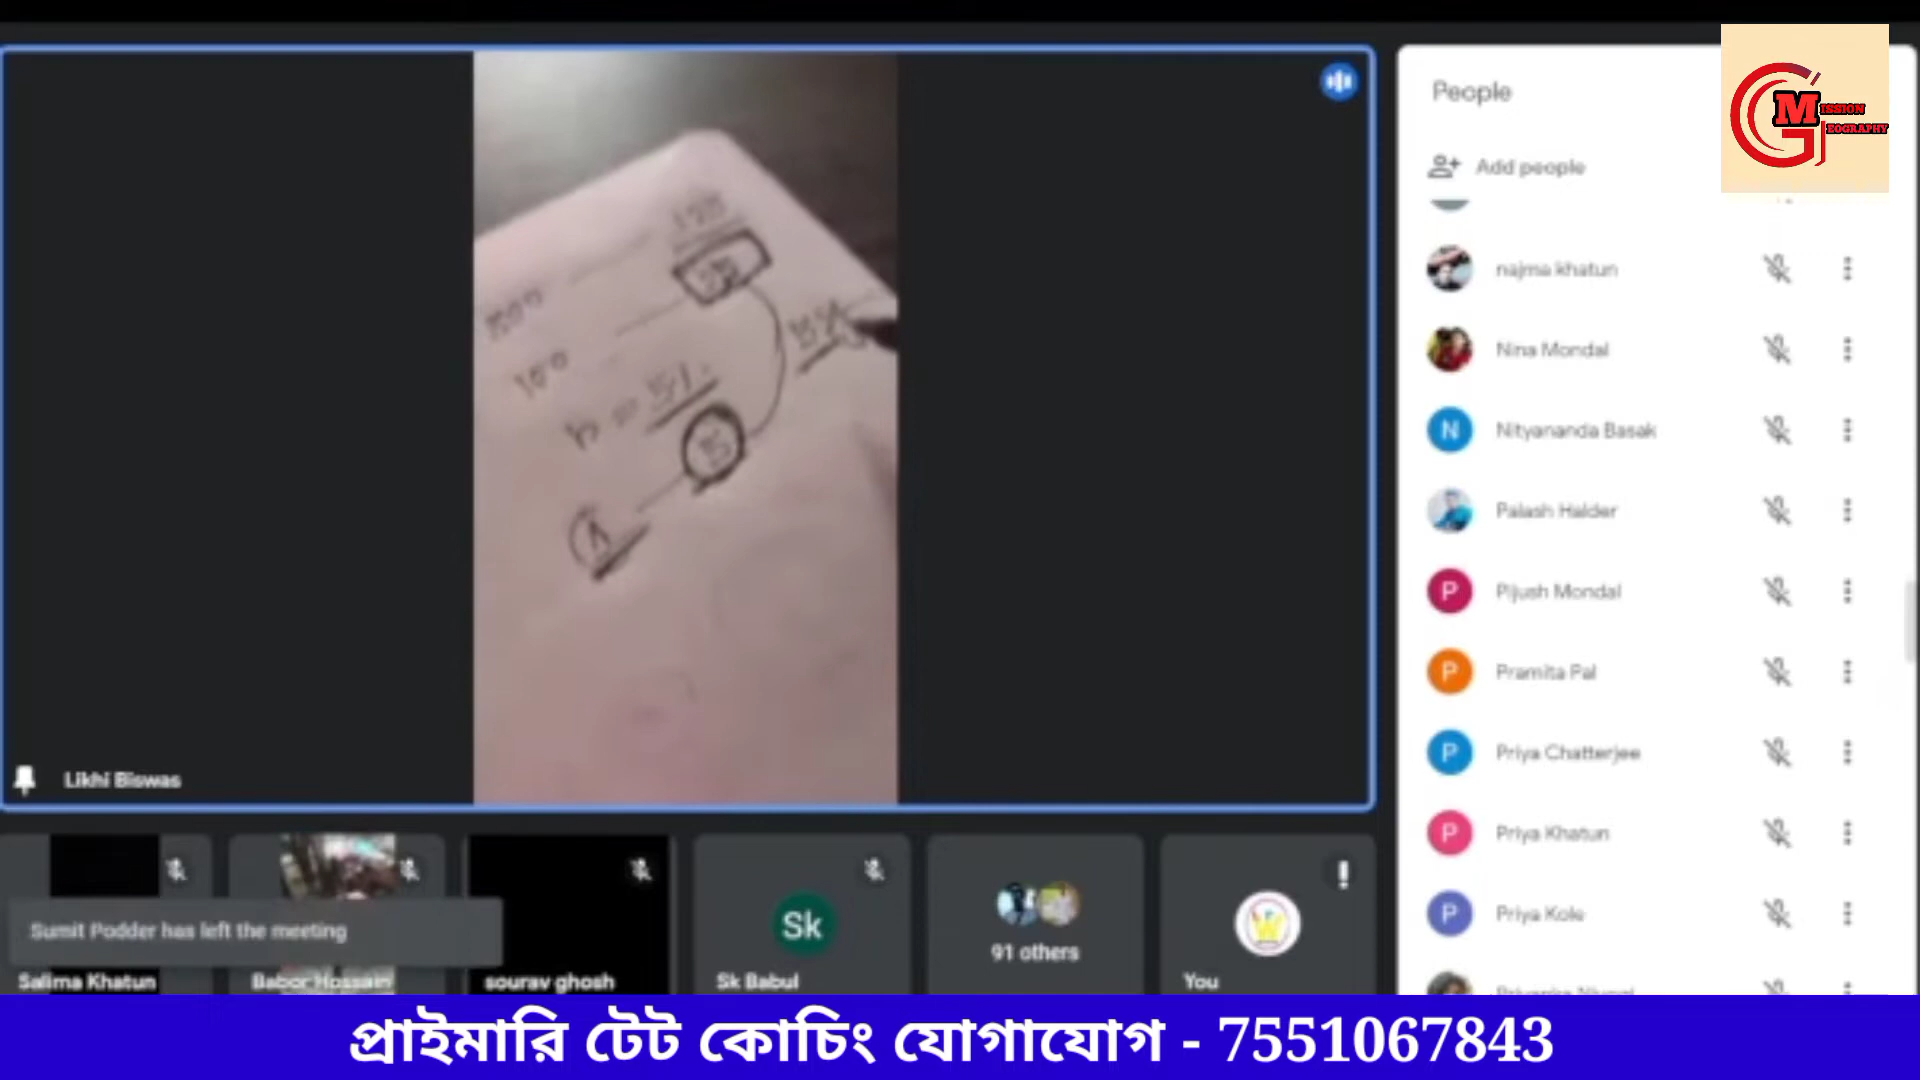 People
MISSION
GEOGRAPHY
Add people
najma khatun
Nina Mondal
N
Nityananda Basak
Palash Halder
P
Pijush Mondal
P
Pramita Pal
P
Priya Chatterjee
P
Priya Khatun
P
Priya Kole
Likhi Biswas
Sumit Podder has left the meeting
Salima Khatun
Babor Hossain
sourav ghosh
Sk
Sk Babul
91 others
You
প্রাইমারি টেট কোচিং যোগাযোগ - 7551067843